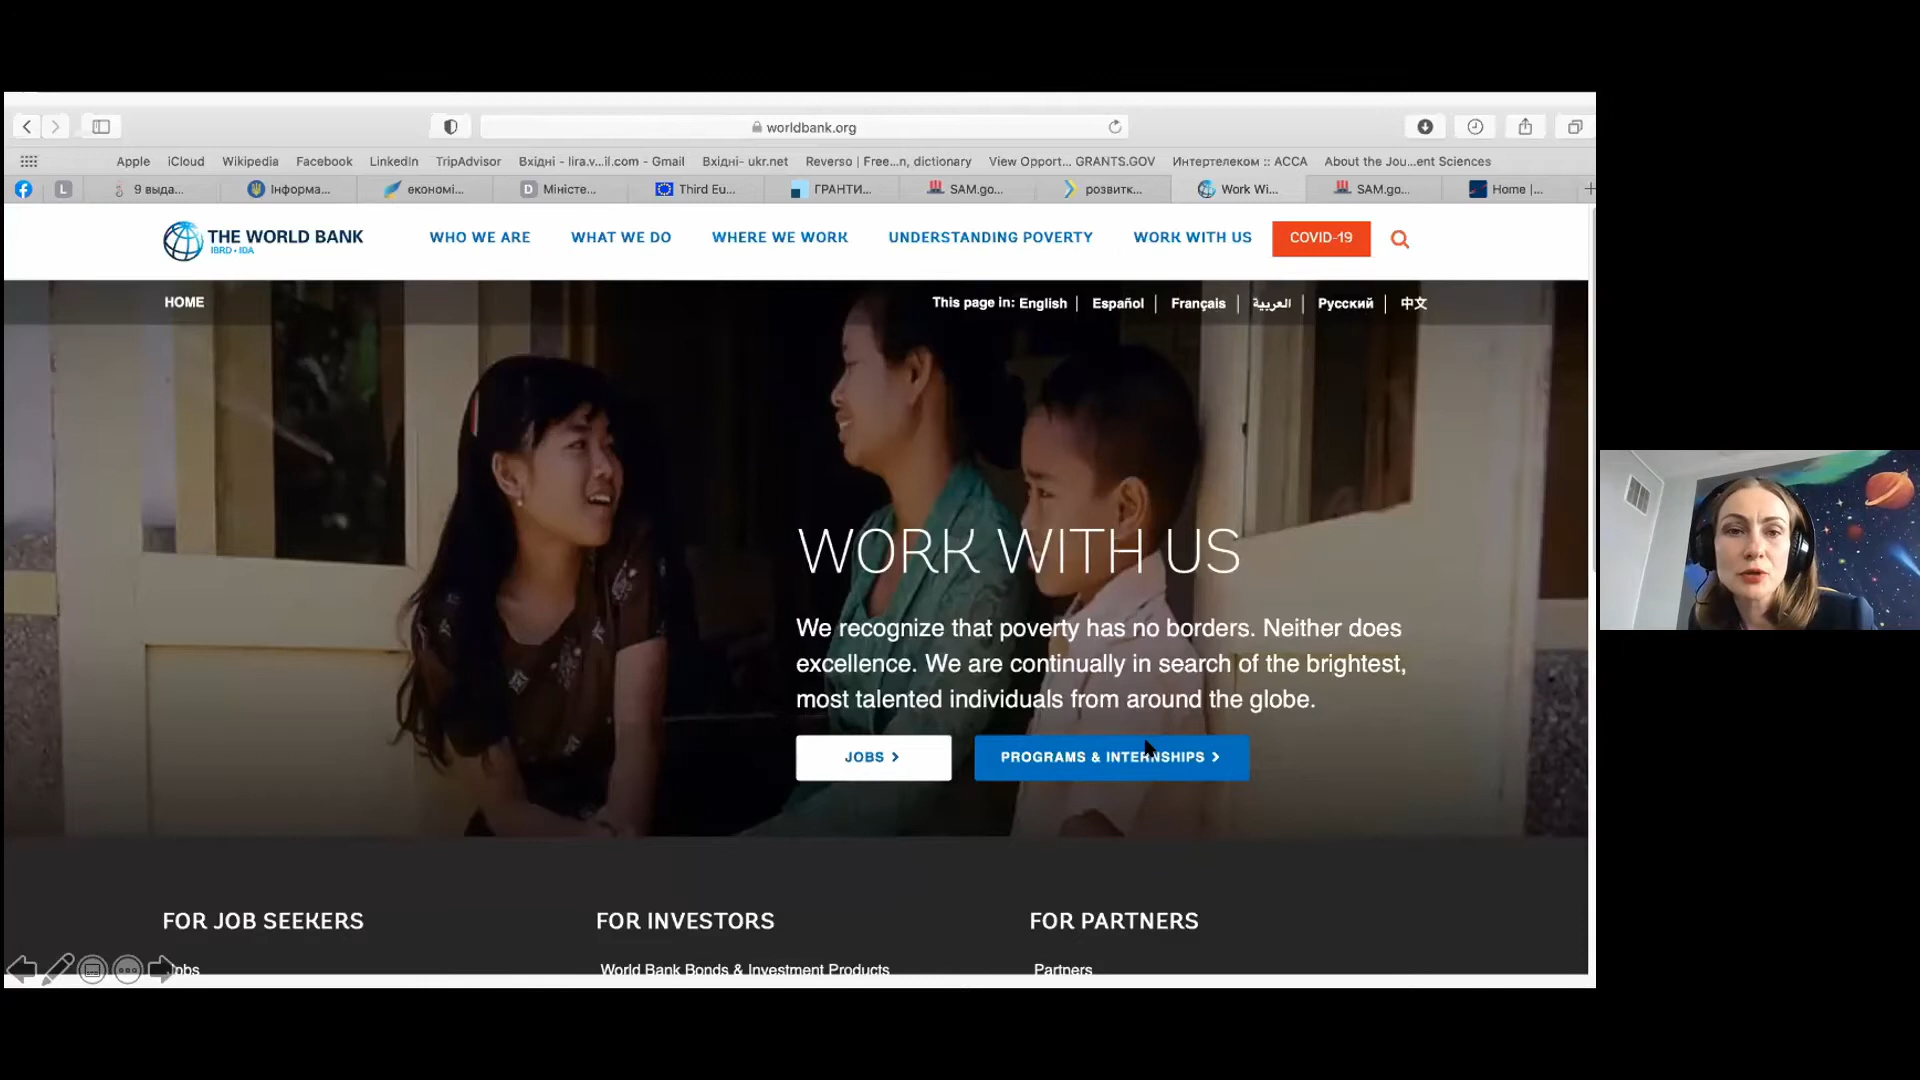 worldbank.org
Apple iCloud Wikipedia Facebook LinkedIn TripAdvisor Вхідні - lira.v...il.com - Gmail Вхідні- ukr.net Reverso | Free...n, dictionary View Opport... GRANTS.GOV Интертелеком :: ACCA About the Jou...ent Sciences
L 9 выда... Інформа... економі... D Міністе... Third Eu... ГРАНТИ... SAM.go... розвитк... Work Wi... SAM.go... Home |...
THE WORLD BANK
IBRD • IDA
WHO WE ARE WHAT WE DO WHERE WE WORK UNDERSTANDING POVERTY WORK WITH US COVID-19
HOME
This page in: English | Español | Français | العربية | Русский | 中文
WORK WITH US
We recognize that poverty has no borders. Neither does
excellence. We are continually in search of the brightest,
most talented individuals from around the globe.
JOBS PROGRAMS & INTERNSHIPS
FOR JOB SEEKERS FOR INVESTORS FOR PARTNERS
Jobs World Bank Bonds & Investment Products Partners